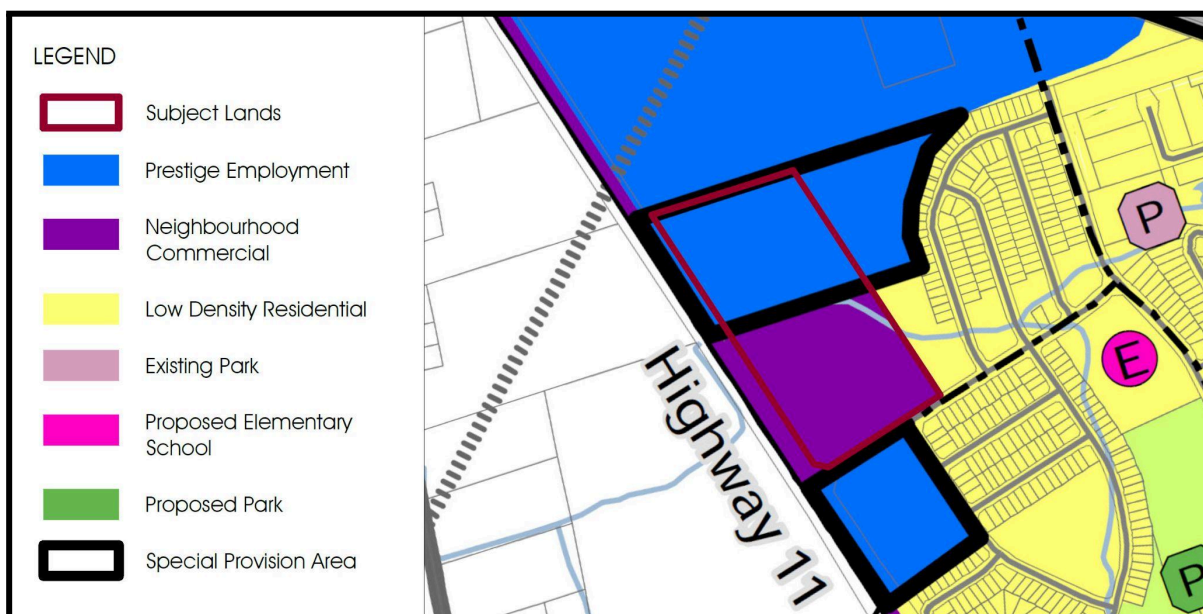 LEGEND
Subject Lands
Prestige Employment
Neighbourhood
Commercial
Low Density Residential
Existing Park
Proposed Elementary
School
Proposed Park
Special Provision Area
Highway 11
P
E
P